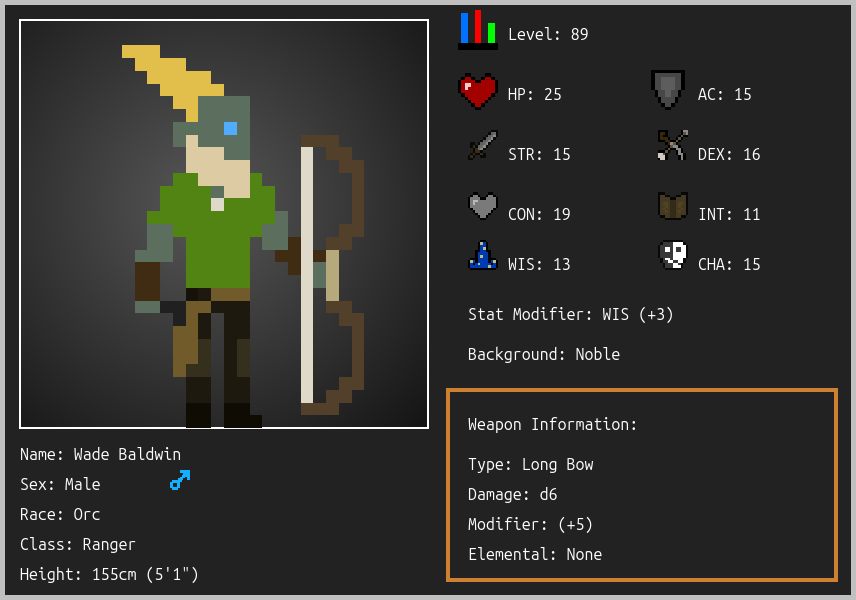 Level: 89
HP: 25
AC: 15
STR: 15
DEX: 16
CON: 19
INT: 11
WIS: 13
CHA: 15
Stat Modifier: WIS (+3)
Background: Noble
Weapon Information:
Type: Long Bow
Damage: d6
Modifier: (+5)
Elemental: None
Name: Wade Baldwin
Sex: Male
Race: Orc
Class: Ranger
Height: 155cm (5'1")